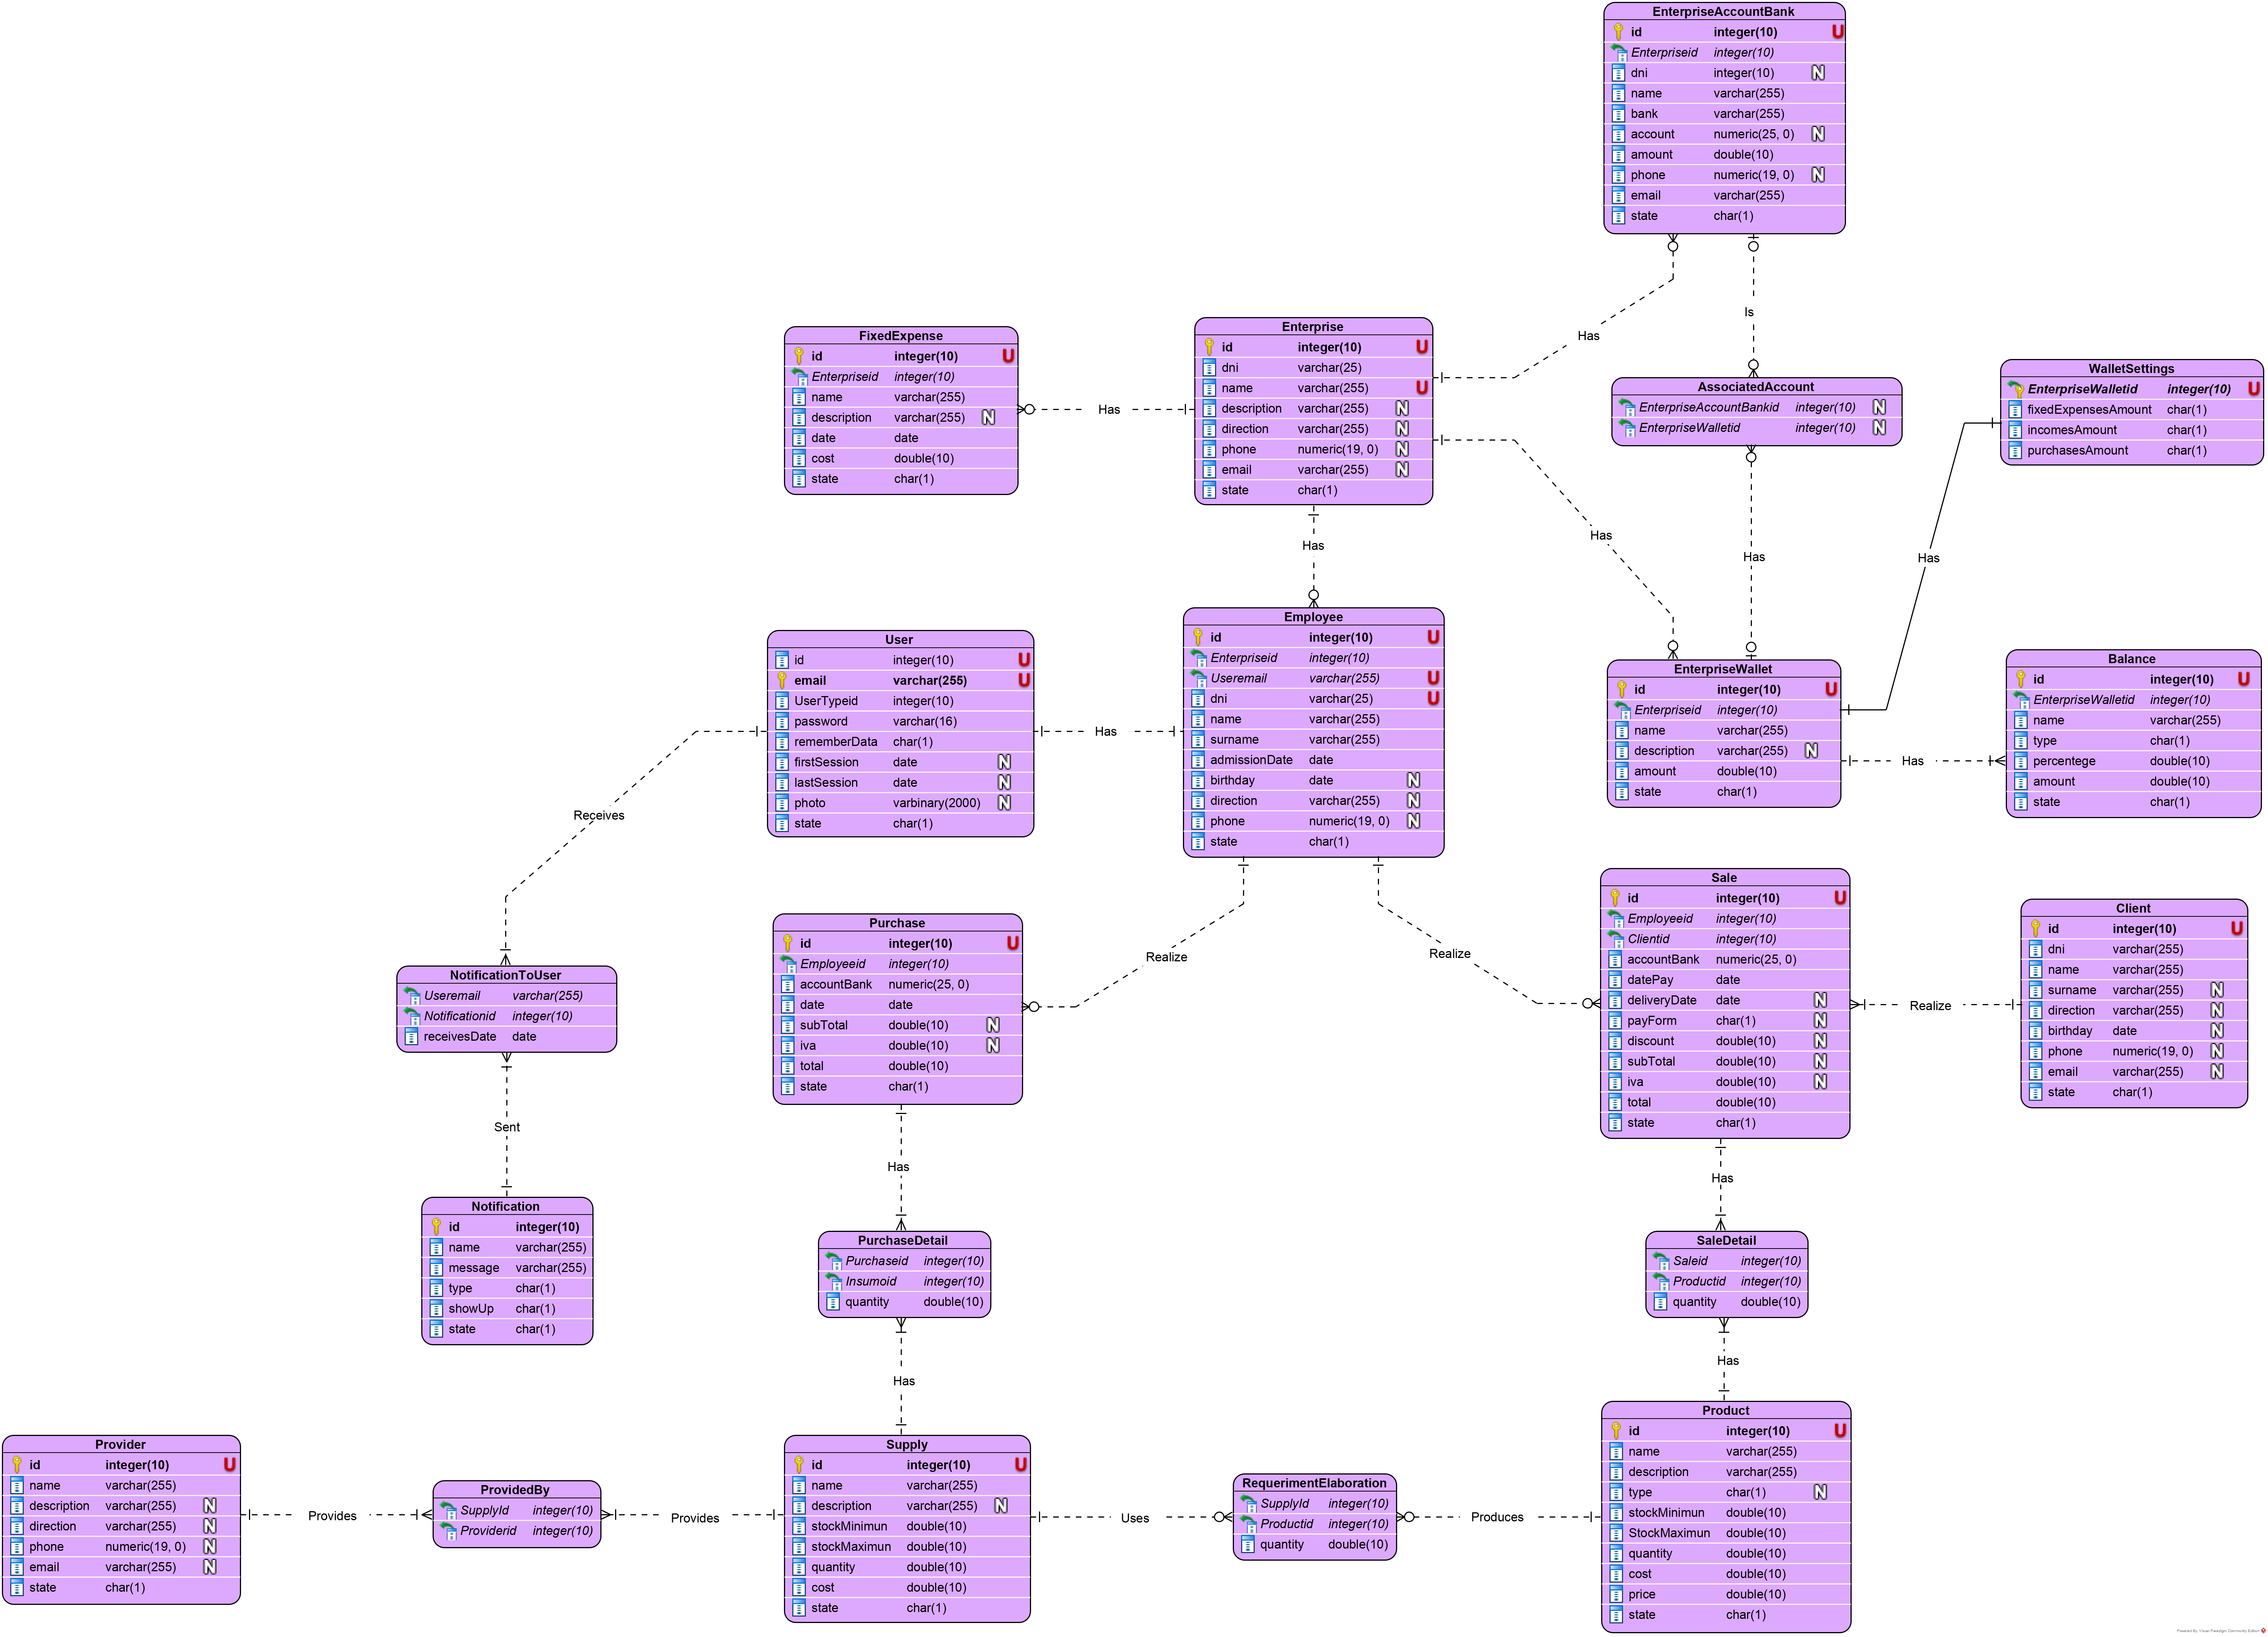 EnterpriseAccountBank
id integer(10) U
Enterpriseid integer(10)
dni integer(10) N
name varchar(255)
bank varchar(255)
account numeric(25, 0) N
amount double(10)
phone numeric(19, 0) N
email varchar(255)
state char(1)
Has
Is
FixedExpense
id integer(10) U
Enterpriseid integer(10)
name varchar(255)
description varchar(255) N
date date
cost double(10)
state char(1)
Has
Enterprise
id integer(10) U
dni varchar(25)
name varchar(255) U
description varchar(255) N
direction varchar(255) N
phone numeric(19, 0) N
email varchar(255) N
state char(1)
AssociatedAccount
EnterpriseAccountBankid integer(10) N
EnterpriseWalletid integer(10) N
WalletSettings
EnterpriseWalletid integer(10) U
fixedExpensesAmount char(1)
incomesAmount char(1)
purchasesAmount char(1)
Has
Has
Has
Has
User
id integer(10) U
email varchar(255) U
UserTypeid integer(10)
password varchar(16)
rememberData char(1)
firstSession date N
lastSession date N
photo varbinary(2000) N
state char(1)
Has
Employee
id integer(10) U
Enterpriseid integer(10)
Useremail varchar(255) U
dni varchar(25) U
name varchar(255)
surname varchar(255)
admissionDate date
birthday date N
direction varchar(255) N
phone numeric(19, 0) N
state char(1)
EnterpriseWallet
id integer(10) U
Enterpriseid integer(10)
name varchar(255)
description varchar(255) N
amount double(10)
state char(1)
Has
Balance
id integer(10) U
EnterpriseWalletid integer(10)
name varchar(255)
type char(1)
percentege double(10)
amount double(10)
state char(1)
Receives
Purchase
id integer(10) U
Employeeid integer(10)
accountBank numeric(25, 0)
date date
subTotal double(10) N
iva double(10) N
total double(10)
state char(1)
Realize
Realize
Sale
id integer(10) U
Employeeid integer(10)
Clientid integer(10)
accountBank numeric(25, 0)
datePay date
deliveryDate date N
payForm char(1) N
discount double(10) N
subTotal double(10) N
iva double(10) N
total double(10)
state char(1)
Realize
Client
id integer(10) U
dni varchar(255)
name varchar(255)
surname varchar(255) N
direction varchar(255) N
birthday date N
phone numeric(19, 0) N
email varchar(255) N
state char(1)
NotificationToUser
Useremail varchar(255)
Notificationid integer(10)
receivesDate date
Sent
Has
Has
Notification
id integer(10)
name varchar(255)
message varchar(255)
type char(1)
showUp char(1)
state char(1)
PurchaseDetail
Purchaseid integer(10)
Insumoid integer(10)
quantity double(10)
SaleDetail
Saleid integer(10)
Productid integer(10)
quantity double(10)
Has
Has
Provider
id integer(10) U
name varchar(255)
description varchar(255) N
direction varchar(255) N
phone numeric(19, 0) N
email varchar(255) N
state char(1)
Provides
ProvidedBy
SupplyId integer(10)
Providerid integer(10)
Provides
Supply
id integer(10) U
name varchar(255)
description varchar(255) N
stockMinimun double(10)
stockMaximun double(10)
quantity double(10)
cost double(10)
state char(1)
Uses
RequerimentElaboration
SupplyId integer(10)
Productid integer(10)
quantity double(10)
Produces
Product
id integer(10) U
name varchar(255)
description varchar(255)
type char(1) N
stockMinimun double(10)
StockMaximun double(10)
quantity double(10)
cost double(10)
price double(10)
state char(1)
Powered By Visual Paradigm Community Edition